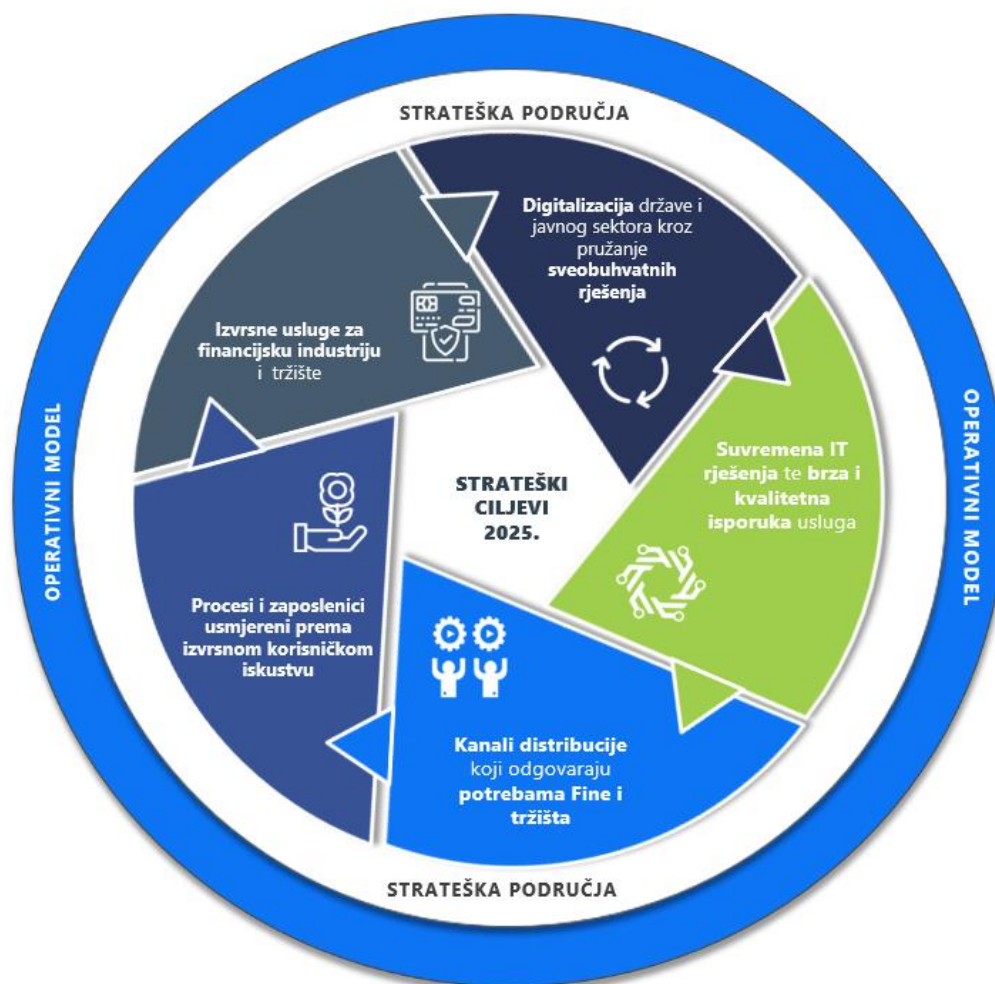 STRATEŠKA PODRUČJA
Digitalizacija države i
javnog sektora kroz
pružanje
sveobuhvatnih
rješenja
Izvrsne usluge za
financijsku industriju
i tržište
OPERATIVNI MODEL
OPERATIVNI MODEL
STRATEŠKI
CILJEVI
2025.
Suvremena IT
rješenja te brza i
kvalitetna
isporuka usluga
Procesi i zaposlenici
usmjereni prema
izvrsnom korisničkom
iskustvu
Kanali distribucije
koji odgovaraju
potrebama Fine i
tržišta
STRATEŠKA PODRUČJA